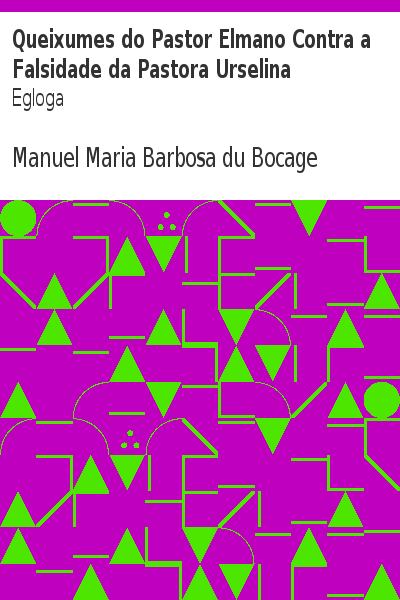 Queixumes do Pastor Elmano Contra a
Falsidade da Pastora Urselina
Egloga
Manuel Maria Barbosa du Bocage